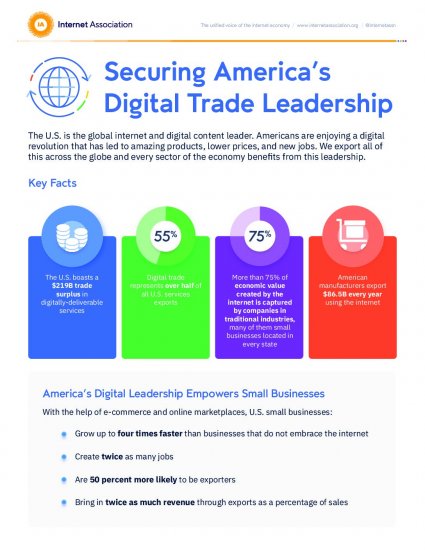 IA
Internet Association
The unified voice of the internet economy / www.internetassociation.org / @internetassn
Securing America's
Digital Trade Leadership
The U.S. is the global internet and digital content leader. Americans are enjoying a digital
revolution that has led to amazing products, lower prices, and new jobs. We export all of
this across the globe and every sector of the economy benefits from this leadership.
Key Facts
The U.S. boasts a
$219B trade
surplus in
digitally-deliverable
services
55%
Digital trade
represents over half of
all U.S. services
exports
75%
More than 75% of
economic value
created by the
internet is captured
by companies in
traditional industries,
many of them small
businesses located in
every state
American
manufacturers export
$86.5B every year
using the internet
America's Digital Leadership Empowers Small Businesses
With the help of e-commerce and online marketplaces, U.S. small businesses:
Grow up to four times faster than businesses that do not embrace the internet
Create twice as many jobs
Are 50 percent more likely to be exporters
Bring in twice as much revenue through exports as a percentage of sales